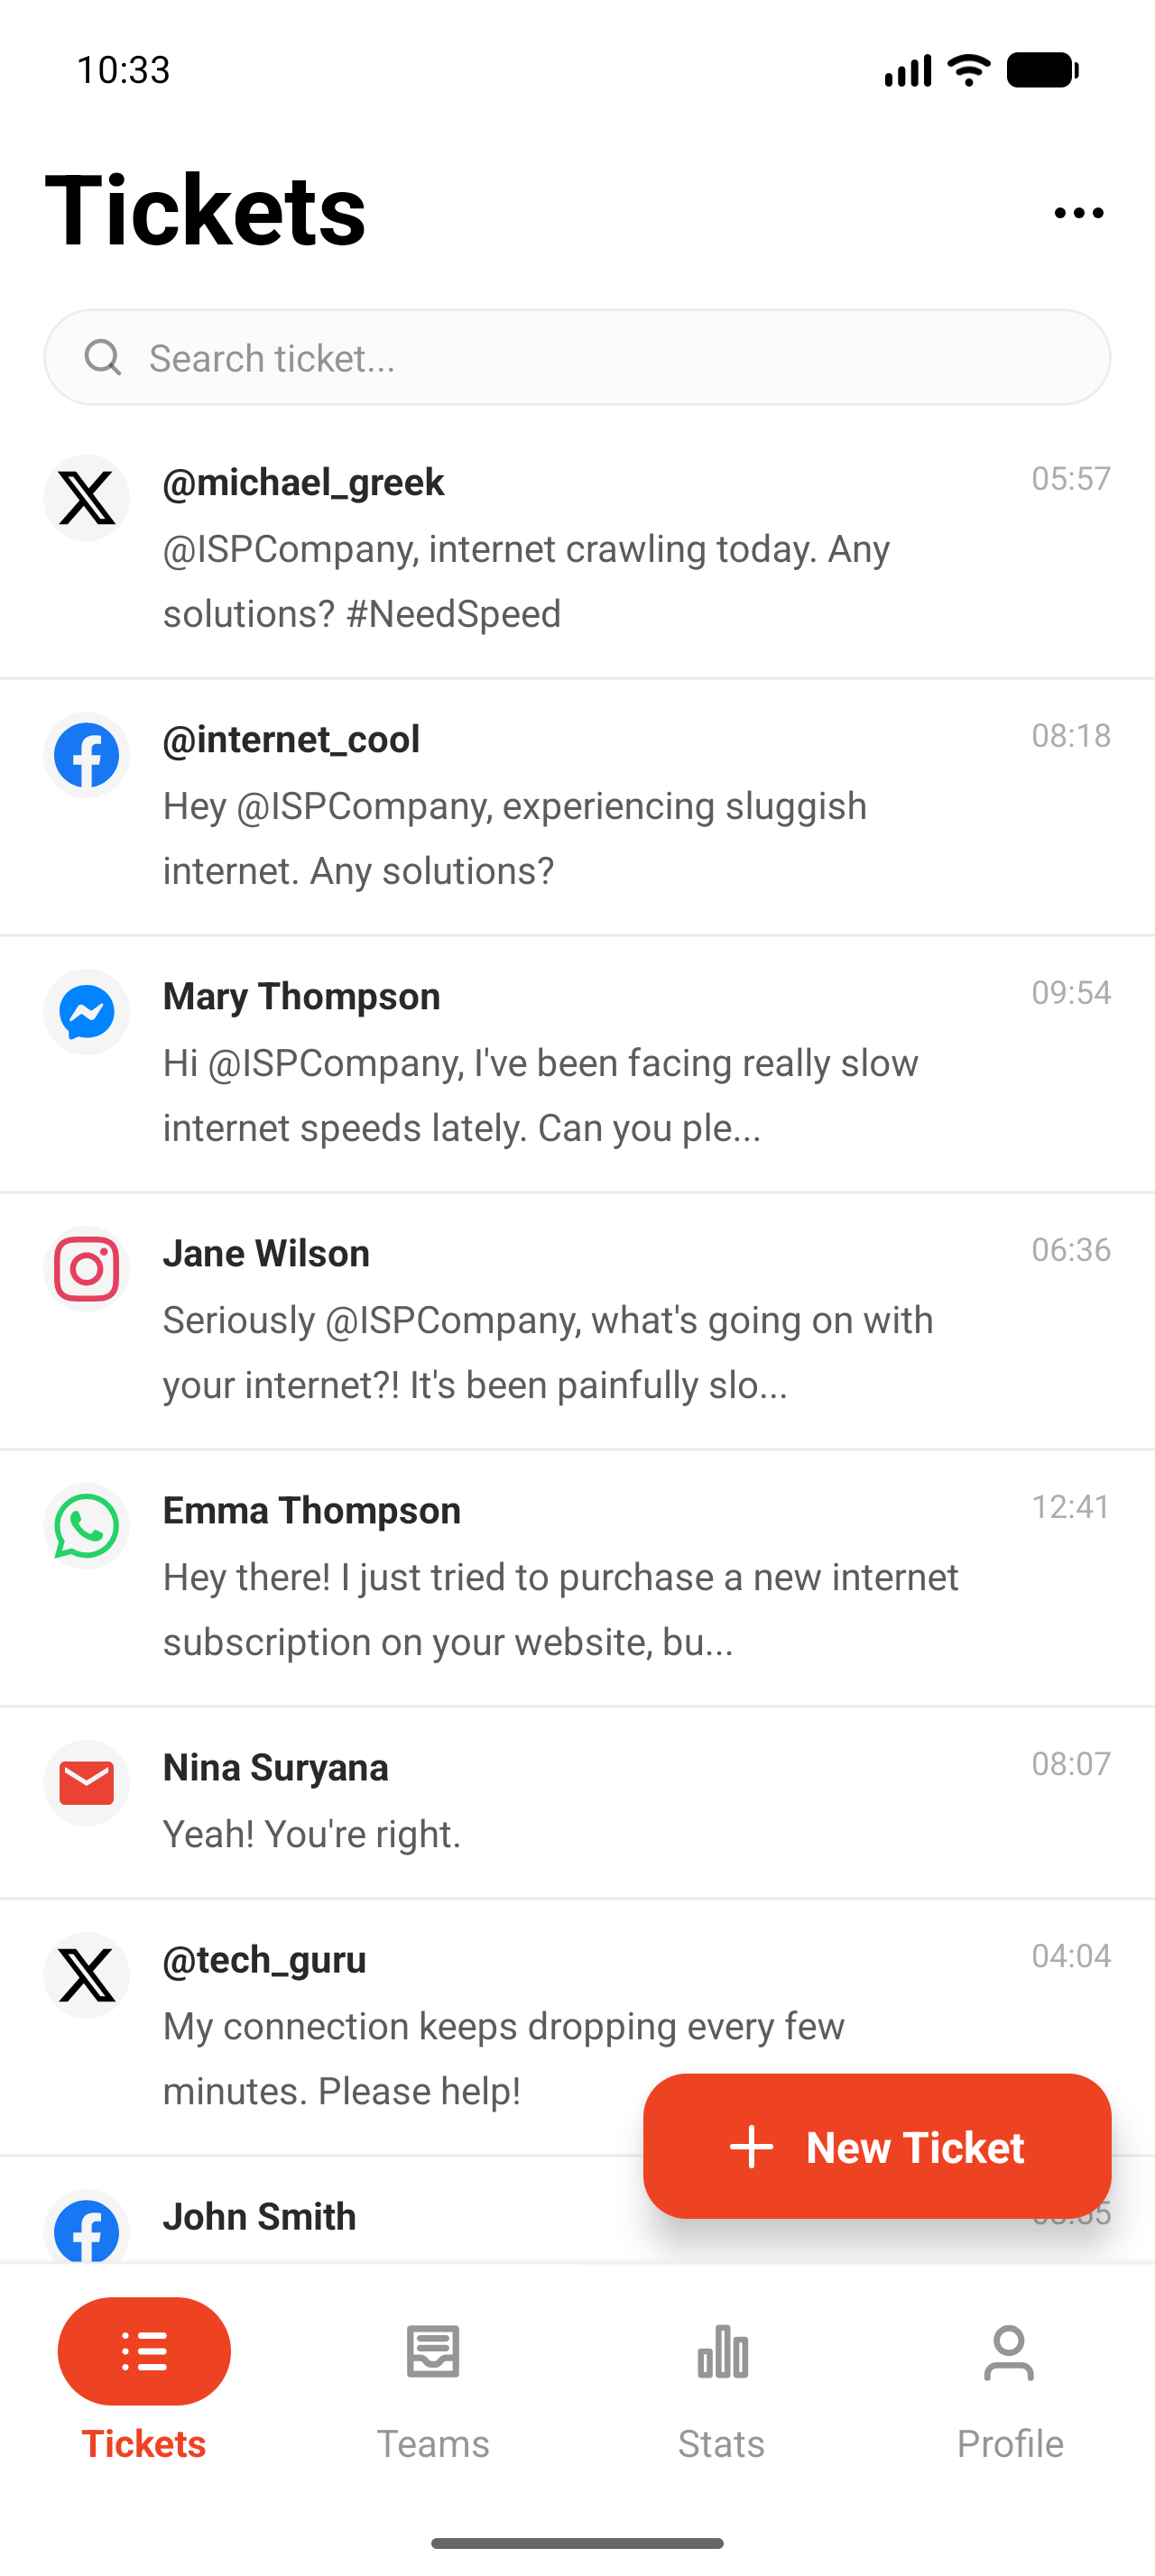 10:33
Tickets
Search ticket...
@michael_greek
05:57
@ISPCompany, internet crawling today. Any
solutions? #NeedSpeed
@internet_cool
08:18
Hey @ISPCompany, experiencing sluggish
internet. Any solutions?
Mary Thompson
09:54
Hi @ISPCompany, I've been facing really slow
internet speeds lately. Can you ple...
Jane Wilson
06:36
Seriously @ISPCompany, what's going on with
your internet?! It's been painfully slo...
Emma Thompson
12:41
Hey there! I just tried to purchase a new internet
subscription on your website, bu...
Nina Suryana
08:07
Yeah! You're right.
@tech_guru
04:04
My connection keeps dropping every few
minutes. Please help!
New Ticket
John Smith
Tickets
Teams
Stats
Profile